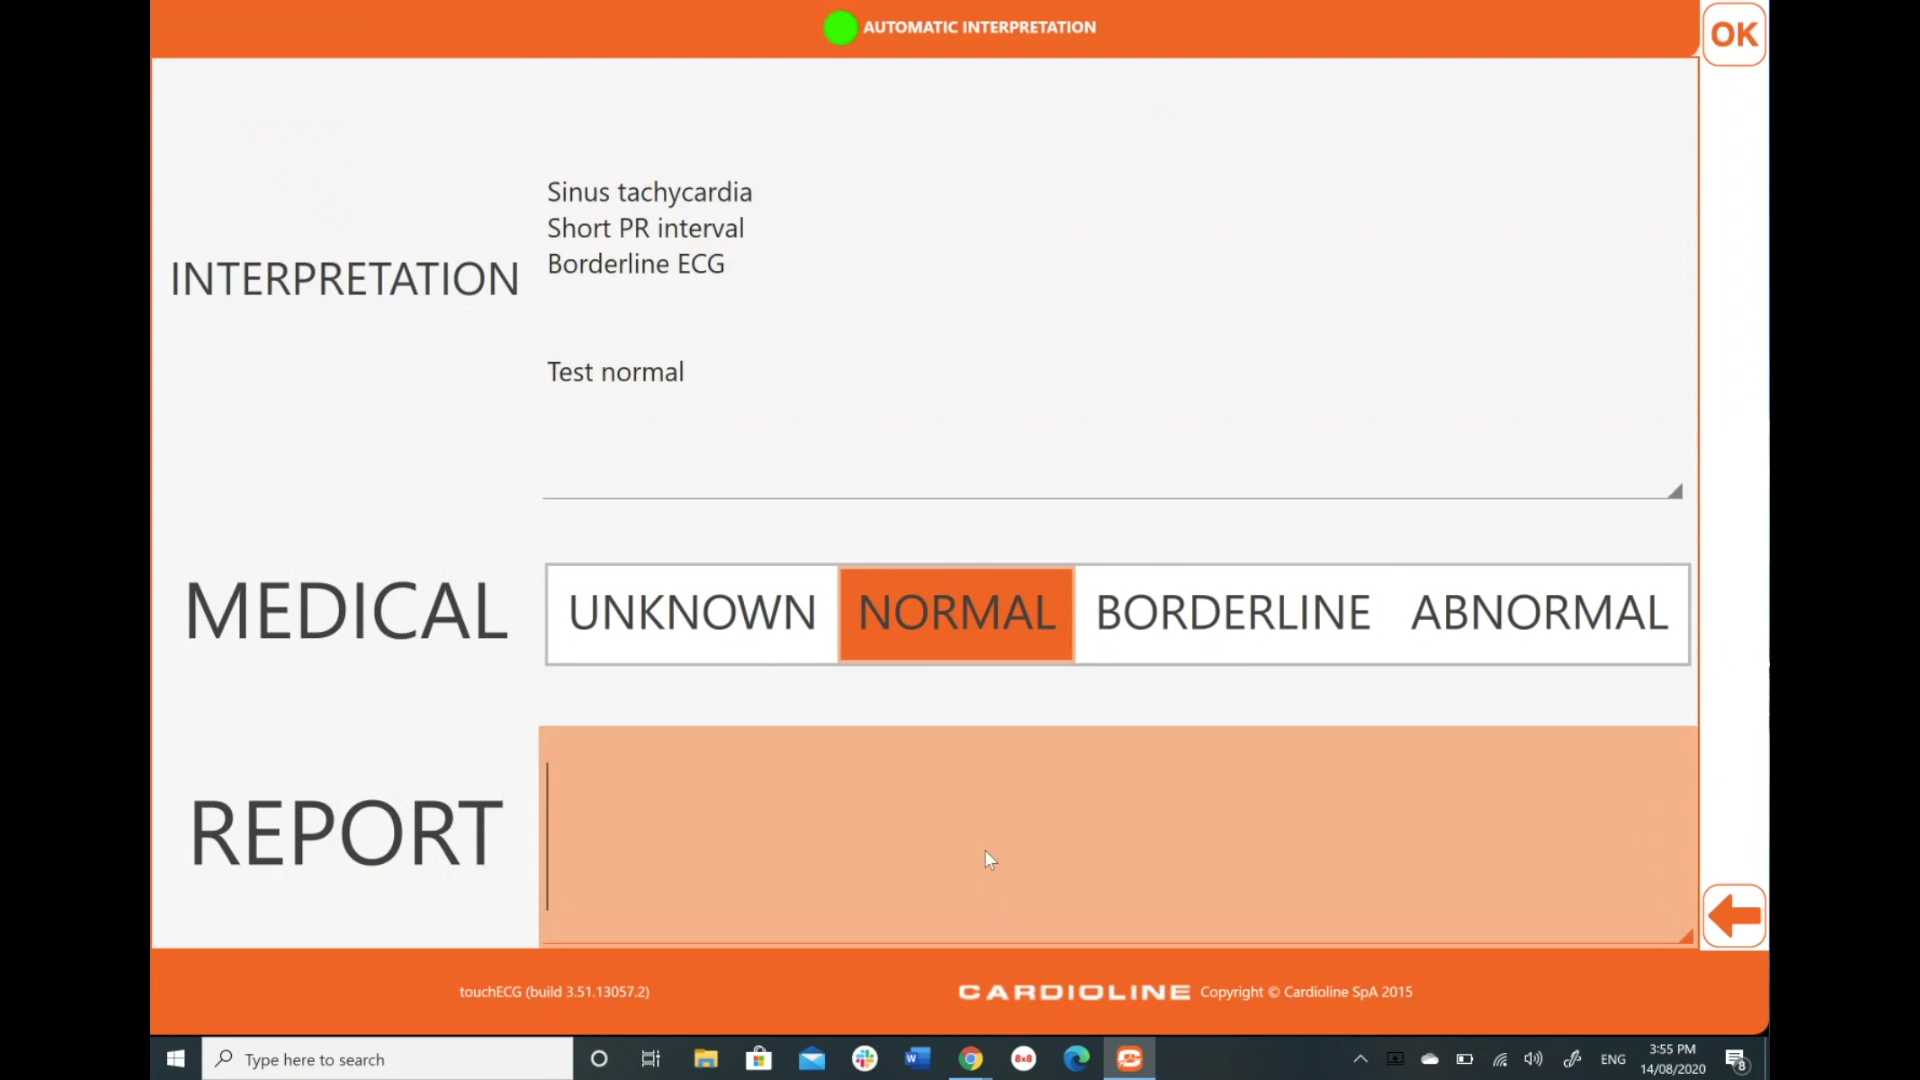 AUTOMATIC INTERPRETATION
OK
INTERPRETATION
Sinus tachycardia
Short PR interval
Borderline ECG
Test normal
MEDICAL
UNKNOWN NORMAL BORDERLINE ABNORMAL
REPORT
touchECG (build 3.51.13057.2)
CARDIOLINE Copyright © Cardioline SpA 2015
Type here to search
W
8x8
ENG
3:55 PM
14/08/2020
8